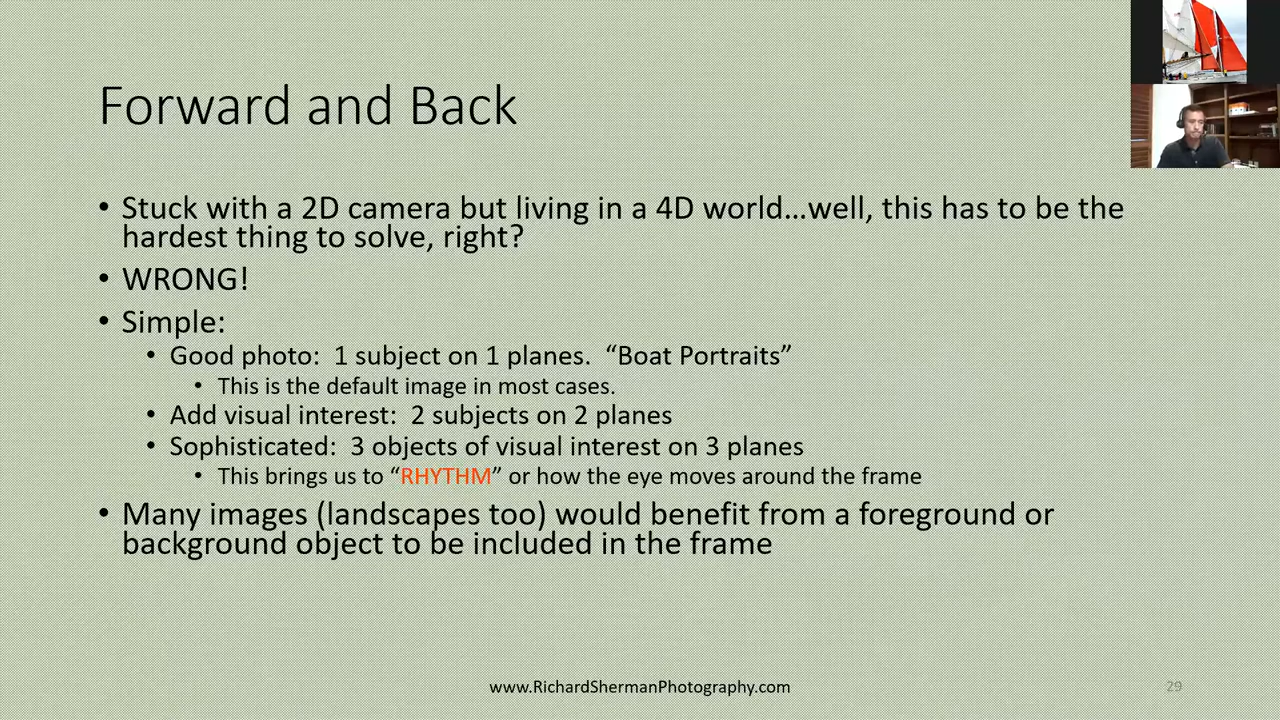 Forward and Back
• Stuck with a 2D camera but living in a 4D world…well, this has to be the
hardest thing to solve, right?
• WRONG!
• Simple:
• Good photo:  1 subject on 1 planes.  “Boat Portraits”
• This is the default image in most cases.
• Add visual interest:  2 subjects on 2 planes
• Sophisticated:  3 objects of visual interest on 3 planes
• This brings us to “RHYTHM” or how the eye moves around the frame
• Many images (landscapes too) would benefit from a foreground or
background object to be included in the frame
www.RichardShermanPhotography.com
29